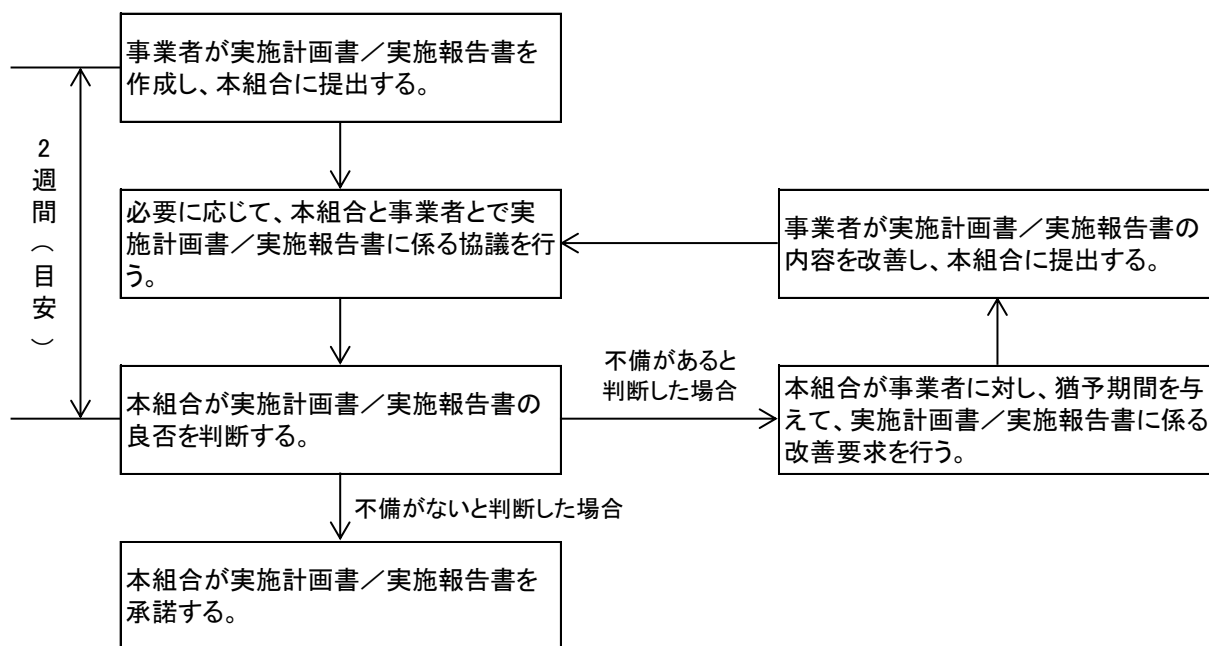 事業者が実施計画書／実施報告書を
作成し、本組合に提出する。
2週間（目安）
必要に応じて、本組合と事業者とで実
施計画書／実施報告書に係る協議を行
う。
事業者が実施計画書／実施報告書の
内容を改善し、本組合に提出する。
不備があると
判断した場合
本組合が実施計画書／実施報告書の
良否を判断する。
本組合が事業者に対し、猶予期間を与
えて、実施計画書／実施報告書に係る
改善要求を行う。
不備がないと判断した場合
本組合が実施計画書／実施報告書を
承諾する。